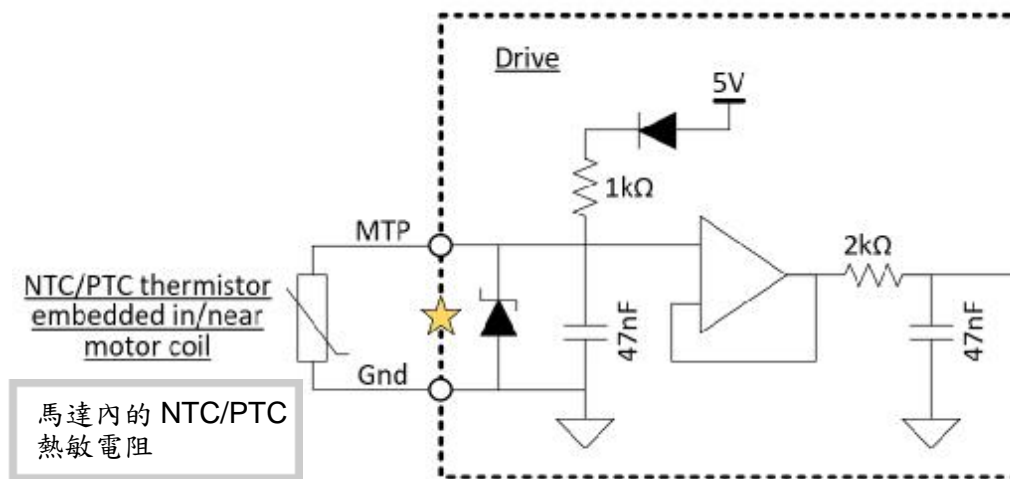 Drive
5V
1kΩ
MTP
2kΩ
NTC/PTC thermistor
embedded in/near
motor coil
47nF
47nF
Gnd
馬達內的 NTC/PTC
熱敏電阻